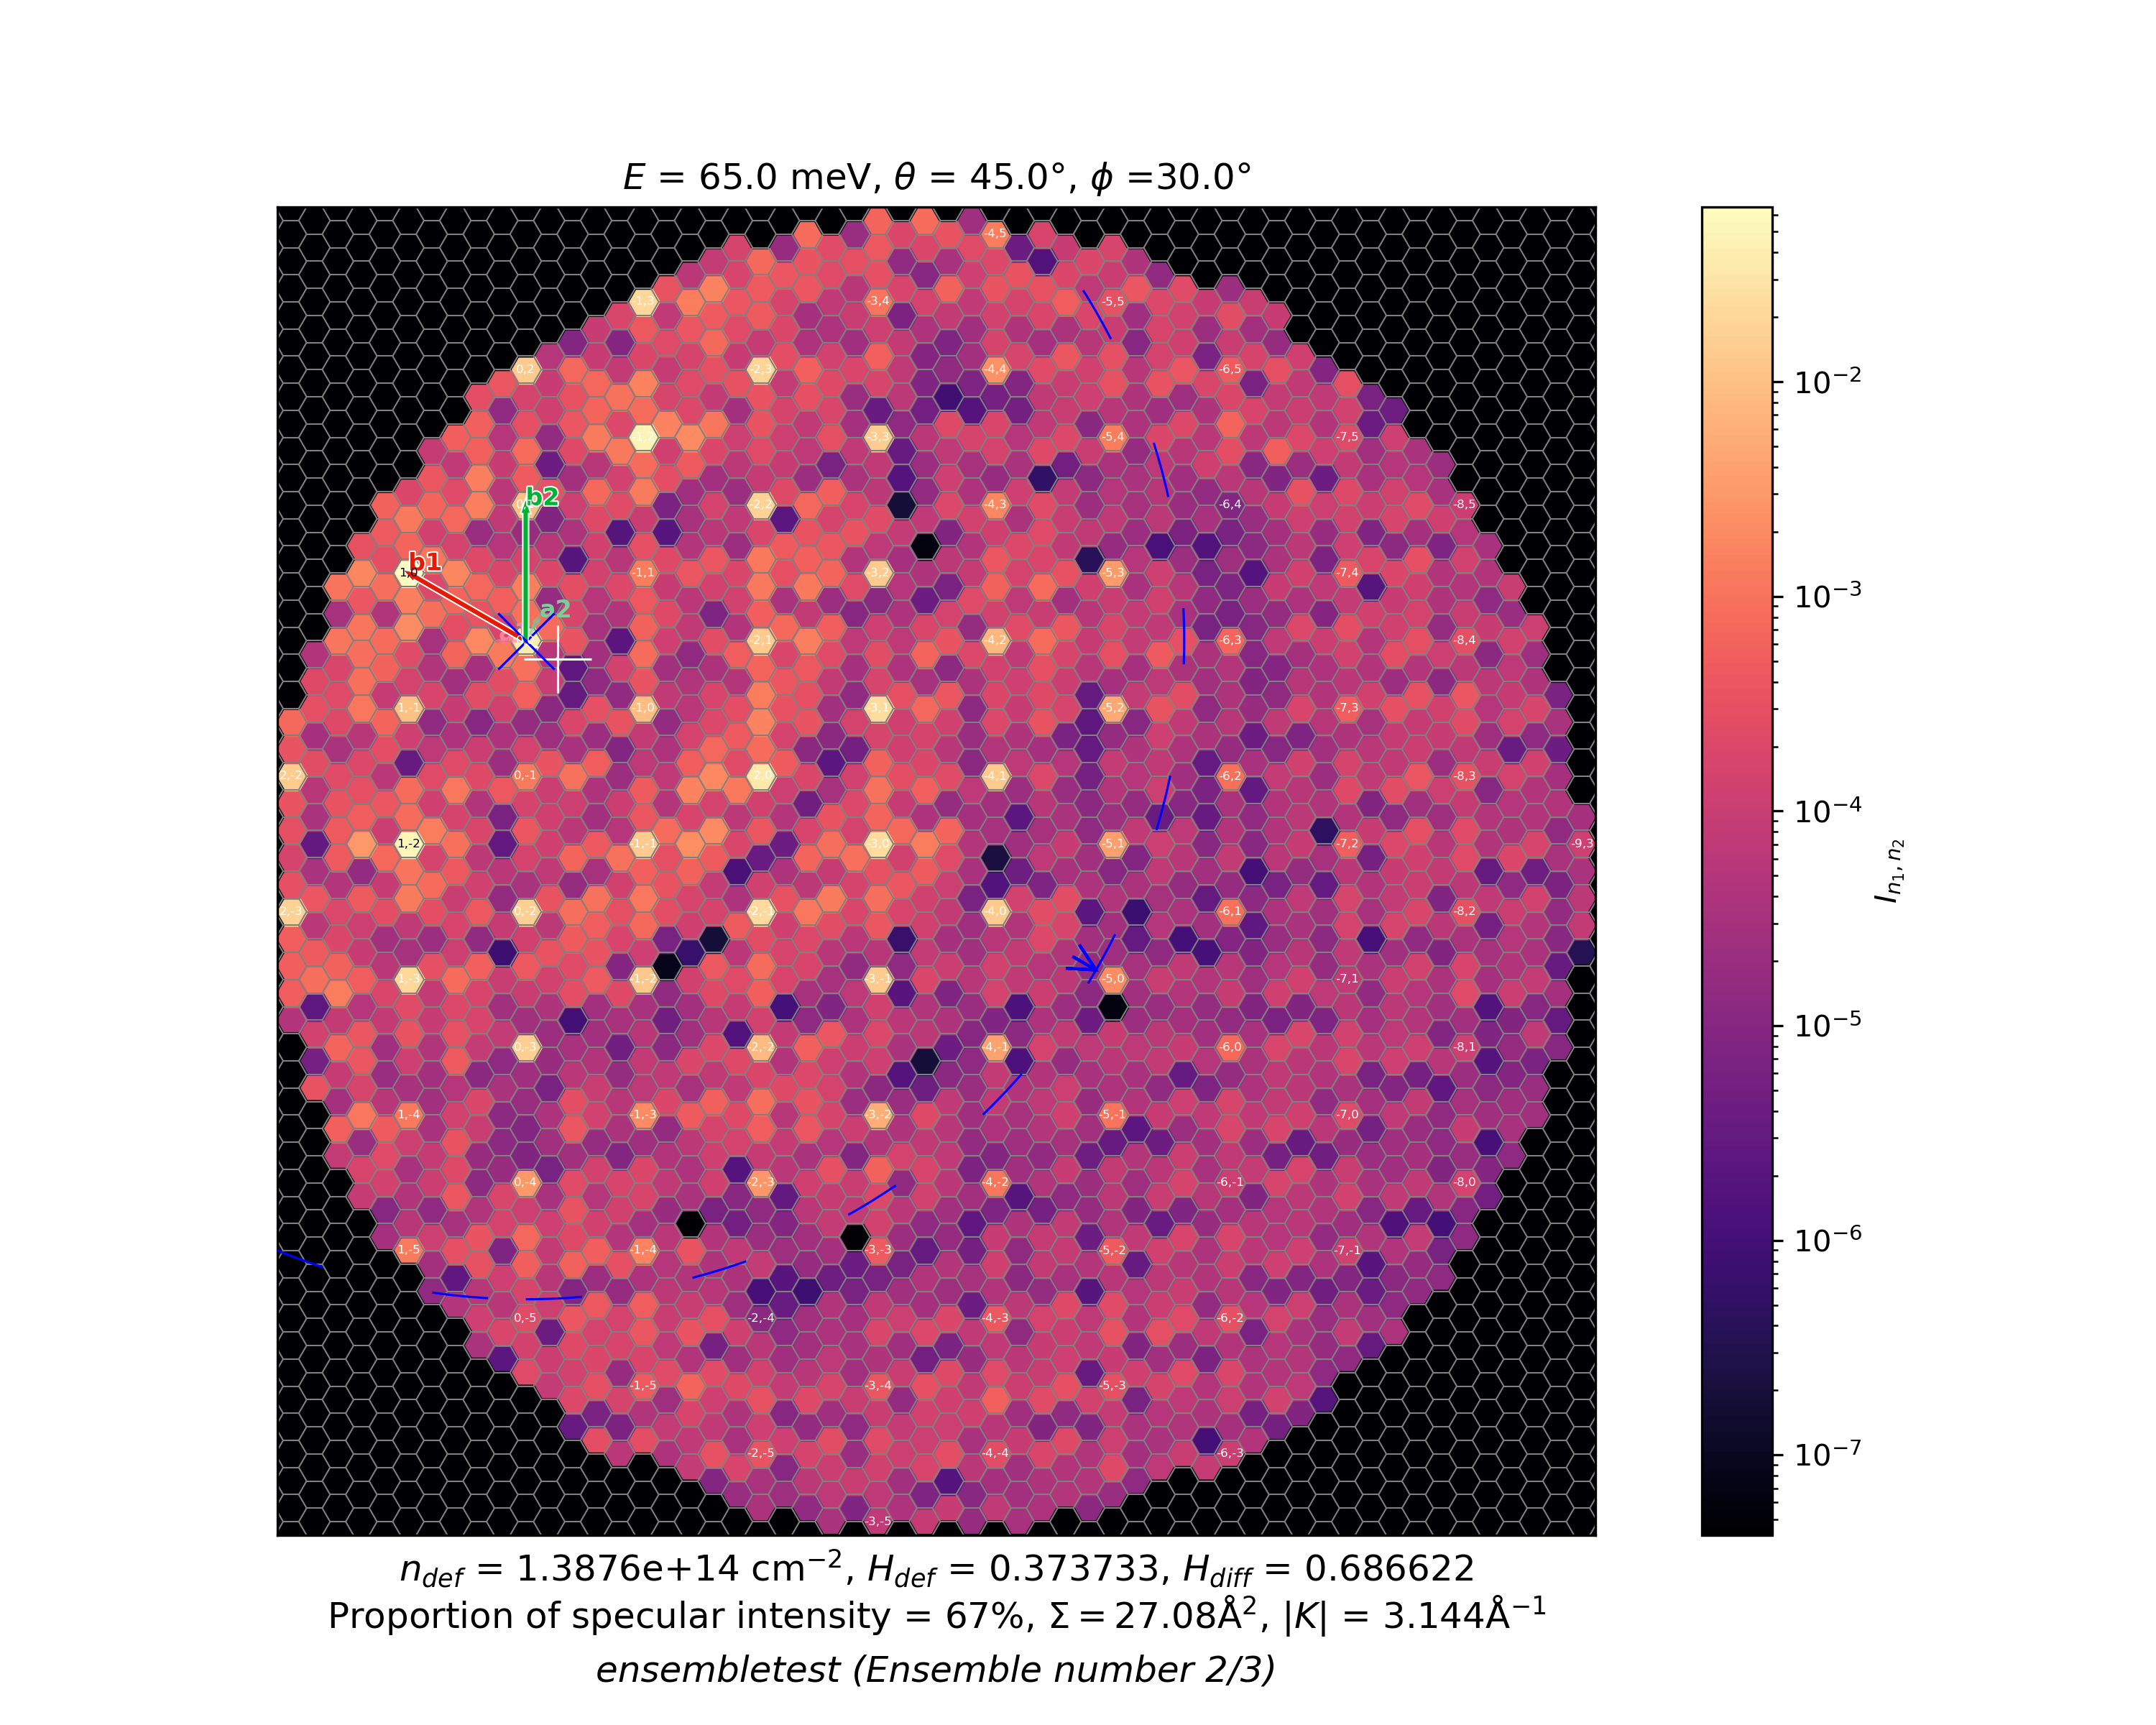 E = 65.0 meV, θ = 45.0°, ϕ =30.0°
-4,5
-1,3 -3,4 -5,5
0,2 -2,3 -4,4 -6,5
-3,3 -5,4 -7,5
b2 -2,2 -4,3 -6,4 -8,5
b1 -1,1 -3,2 -5,3 -7,4
a2
-2,1 -4,2 -6,3 -8,4
1,-1 -1,0 -3,1 -5,2 -7,3
2,-2 0,-1 -2,0 -4,1 -6,2 -8,3
1,-2 -1,-1 -3,0 -5,1 -7,2 -9,3
2,-3 0,-2 -2,-1 -4,0 -6,1 -8,2
1,-3 -1,-2 -3,-1 -5,0 -7,1
0,-3 -2,-2 -4,-1 -6,0 -8,1
1,-4 -1,-3 -3,-2 -5,-1 -7,0
0,-4 -2,-3 -4,-2 -6,-1 -8,0
1,-5 -1,-4 -3,-3 -5,-2 -7,-1
0,-5 -2,-4 -4,-3 -6,-2
-1,-5 -3,-4 -5,-3
-2,-5 -4,-4 -6,-3
-3,-5
10⁻²
10⁻³
10⁻⁴
10⁻⁵
10⁻⁶
10⁻⁷
I_{n₁, n₂}
n_{def} = 1.3876e+14 cm⁻², H_{def} = 0.373733, H_{diff} = 0.686622
Proportion of specular intensity = 67%, Σ = 27.08Å², |K| = 3.144Å⁻¹
ensembletest (Ensemble number 2/3)